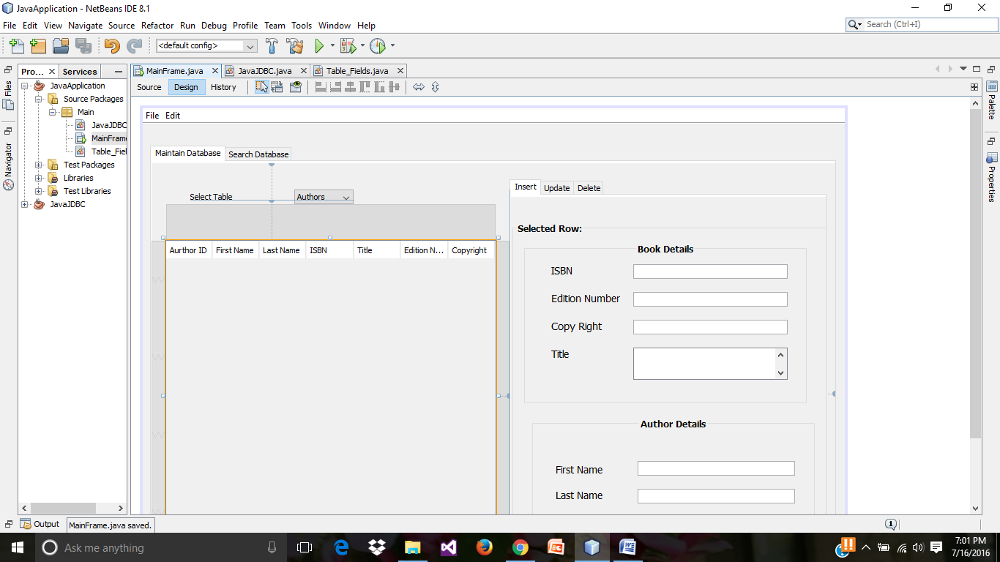 JavaApplication - NetBeans IDE 8.1
File Edit View Navigate Source Refactor Run Debug Profile Team Tools Window Help
Search (Ctrl+I)
<default config>
Pro... Services
MainFrame.java JavaJDBC.java Table_Fields.java
Files
Navigator
JavaApplication
Source Packages
Main
JavaJDBC
MainFrame
Table_Fiel
Test Packages
Libraries
Test Libraries
JavaJDBC
Source Design History
Palette
Properties
File Edit
Maintain Database Search Database
Select Table Authors
Aurthor ID First Name Last Name ISBN Title Edition N... Copyright
Insert Update Delete
Selected Row:
Book Details
ISBN
Edition Number
Copy Right
Title
Author Details
First Name
Last Name
Output MainFrame.java saved.
1
Ask me anything
7:01 PM
7/16/2016